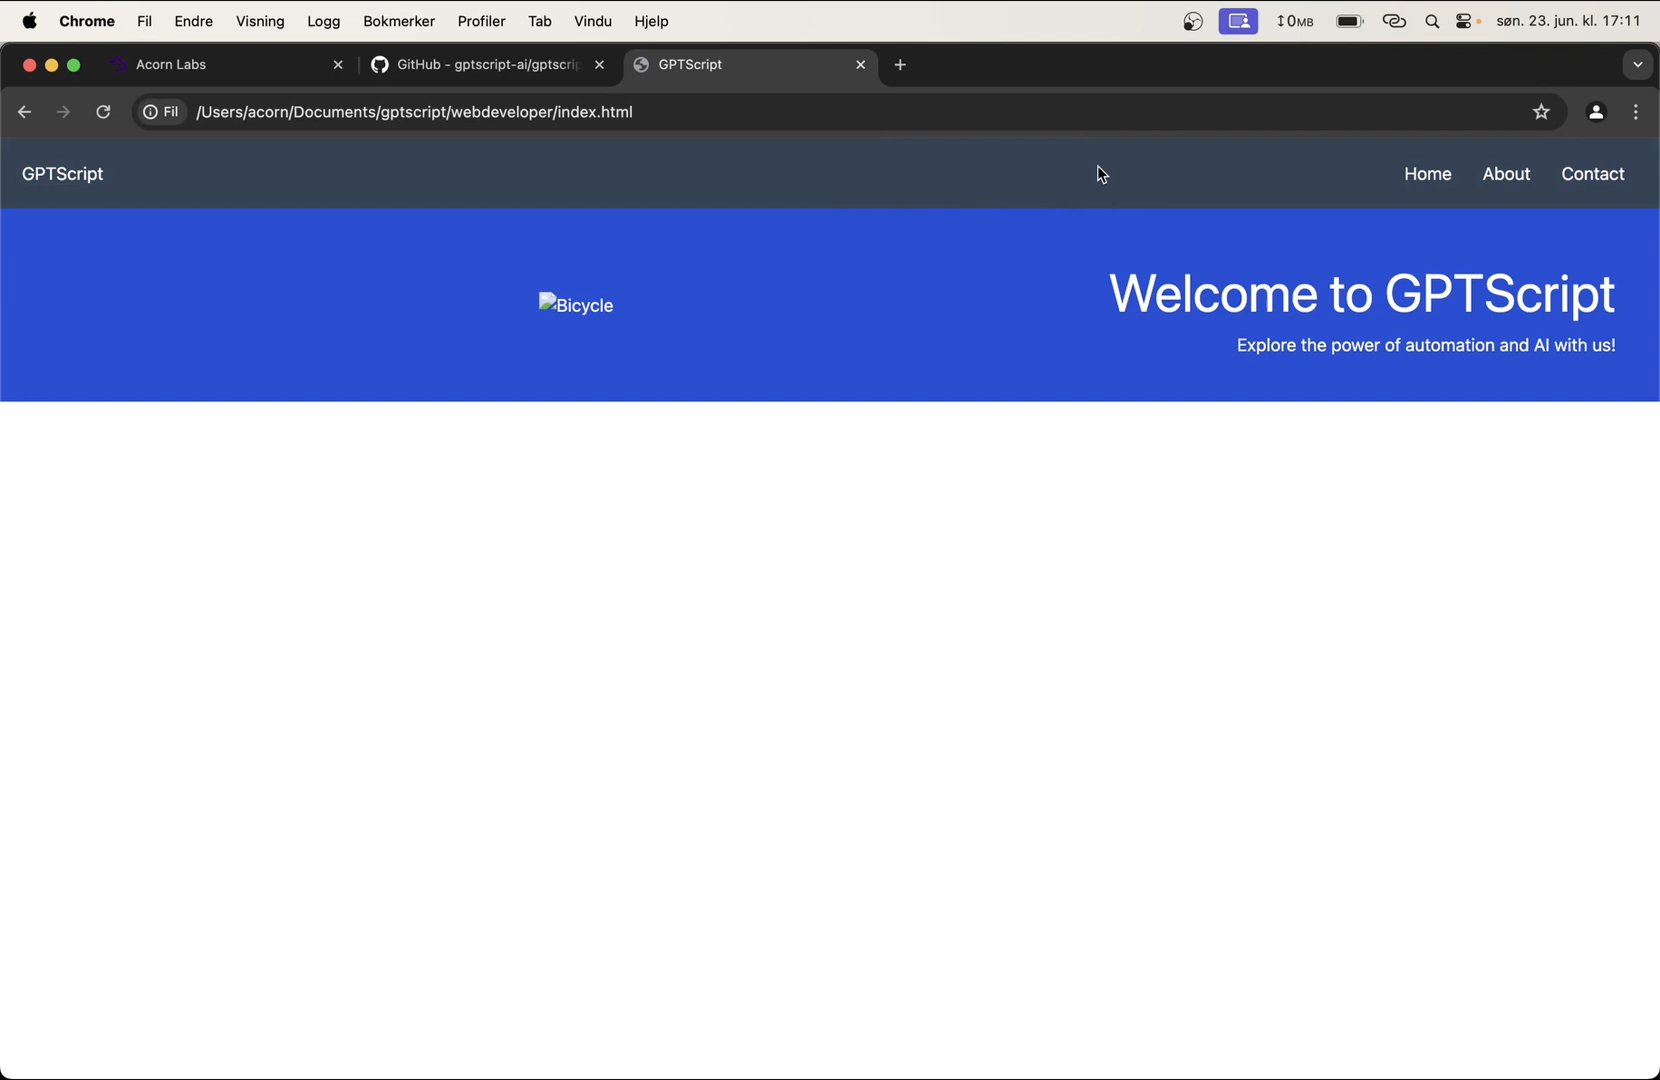 Chrome Fil Endre Visning Logg Bokmerker Profiler Tab Vindu Hjelp 0MB søn. 23. jun. kl. 17:11
Acorn Labs GitHub - gptscript-ai/gptscrip GPTScript
Fil /Users/acorn/Documents/gptscript/webdeveloper/index.html
GPTScript Home About Contact
Welcome to GPTScript
Bicycle
Explore the power of automation and AI with us!